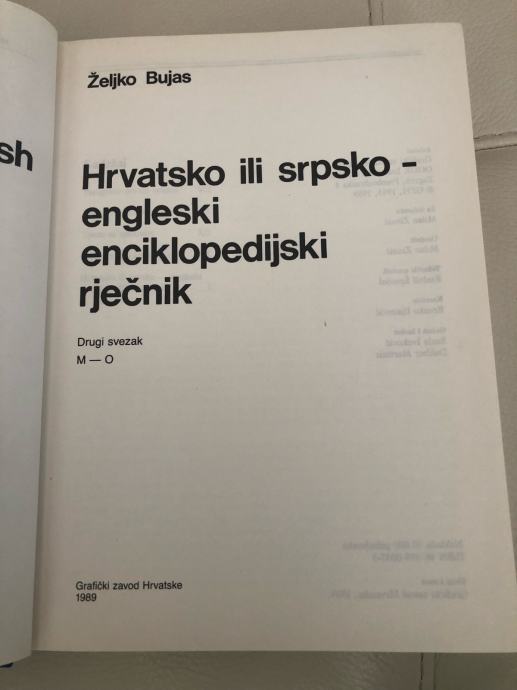 sh
Željko Bujas
Hrvatsko ili srpsko –
engleski
enciklopedijski
rječnik
Drugi svezak
M — O
Grafički zavod Hrvatske
1989